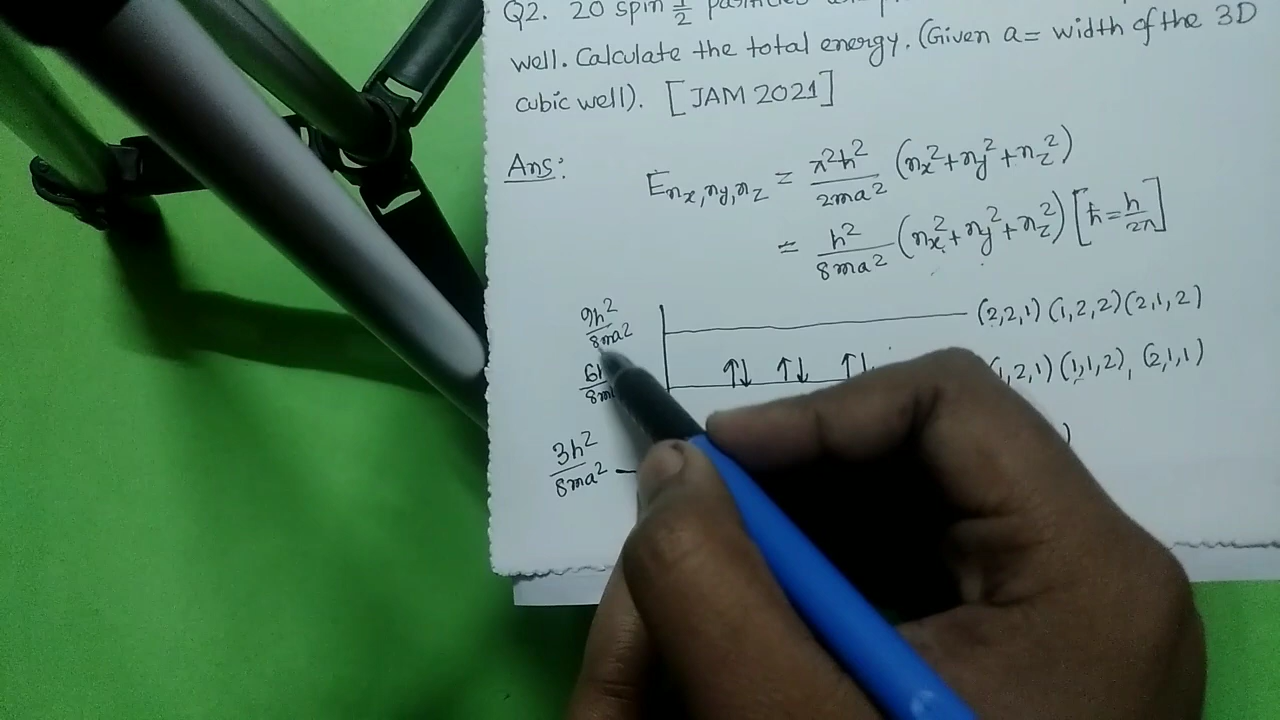 Q2. 20 spin 1/2 particles
well. Calculate the total energy. (Given a = width of the 3D
cubic well). [JAM 2021]
Ans: E_{nx,ny,nz} = π²ħ²/2ma² (nx²+ny²+nz²)
= h²/8ma² (nx²+ny²+nz²) [ħ = h/2π]
9h²/8ma² (2,2,1) (1,2,2) (2,1,2)
↑↓ ↑↓ ↑↓ 1,2,1) (1,1,2), (2,1,1)
3h²/8ma² )